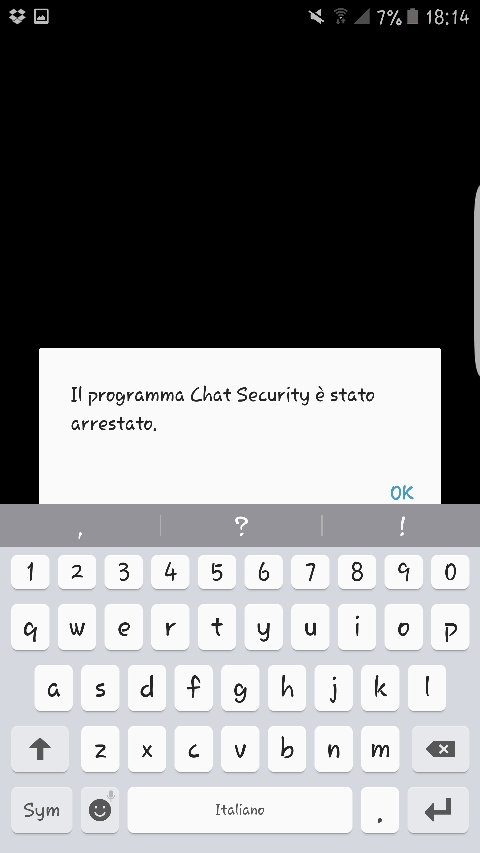 7% 18:14
Il programma Chat Security è stato
arrestato.
OK
, ? !
1 2 3 4 5 6 7 8 9 0
q w e r t y u i o p
a s d f g h j k l
z x c v b n m
Sym Italiano .